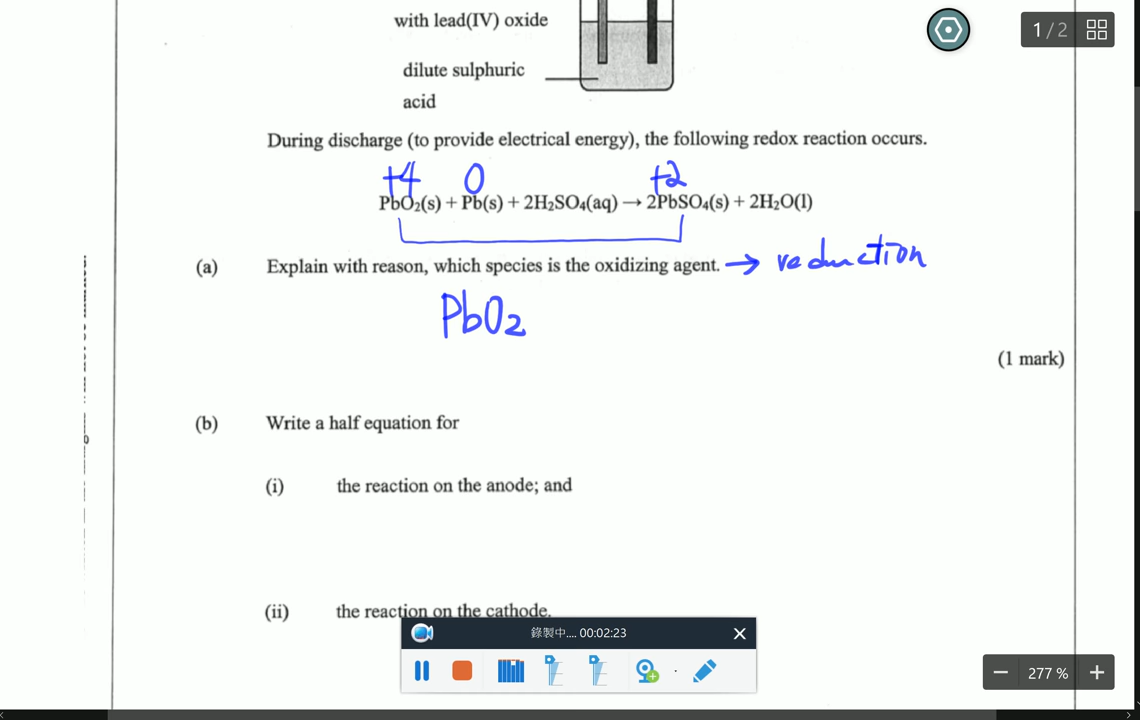 with lead(IV) oxide
1 / 2
dilute sulphuric
acid
During discharge (to provide electrical energy), the following redox reaction occurs.
+4 0 +2
PbO₂(s) + Pb(s) + 2H₂SO₄(aq) → 2PbSO₄(s) + 2H₂O(l)
(a) Explain with reason, which species is the oxidizing agent. → reduction
PbO₂
(1 mark)
(b) Write a half equation for
(i) the reaction on the anode; and
(ii) the reaction on the cathode.
錄製中.... 00:02:23
277 %